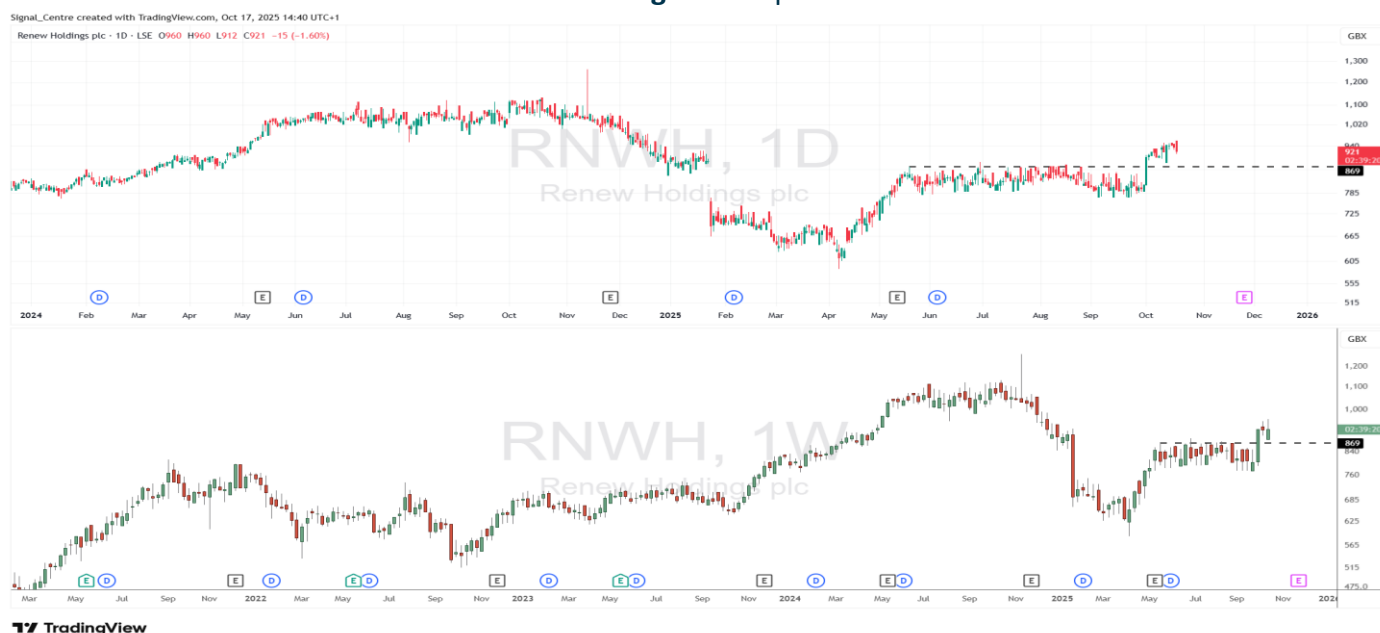 Signal_Centre created with TradingView.com, Oct 17, 2025 14:40 UTC+1
Renew Holdings plc · 1D · LSE O960 H960 L912 C921 −15 (−1.60%)
GBX
1,300
1,200
1,100
1,020
940
921
02:39:20
869
785
725
665
605
555
515
RNWH, 1D
Renew Holdings plc
D E D E D E D E
2024 Feb Mar Apr May Jun Jul Aug Sep Oct Nov Dec 2025 Feb Mar Apr May Jun Jul Aug Sep Oct Nov Dec 2026
GBX
1,200
1,100
1,000
02:39:20
869
840
760
685
625
565
515
475.0
RNWH, 1W
Renew Holdings plc
E D E D E D E D E D E D E D E D E D E
Mar May Jul Sep Nov 2022 Mar May Jul Sep Nov 2023 Mar May Jul Sep Nov 2024 Mar May Jul Sep Nov 2025 Mar May Jul Sep Nov
TradingView